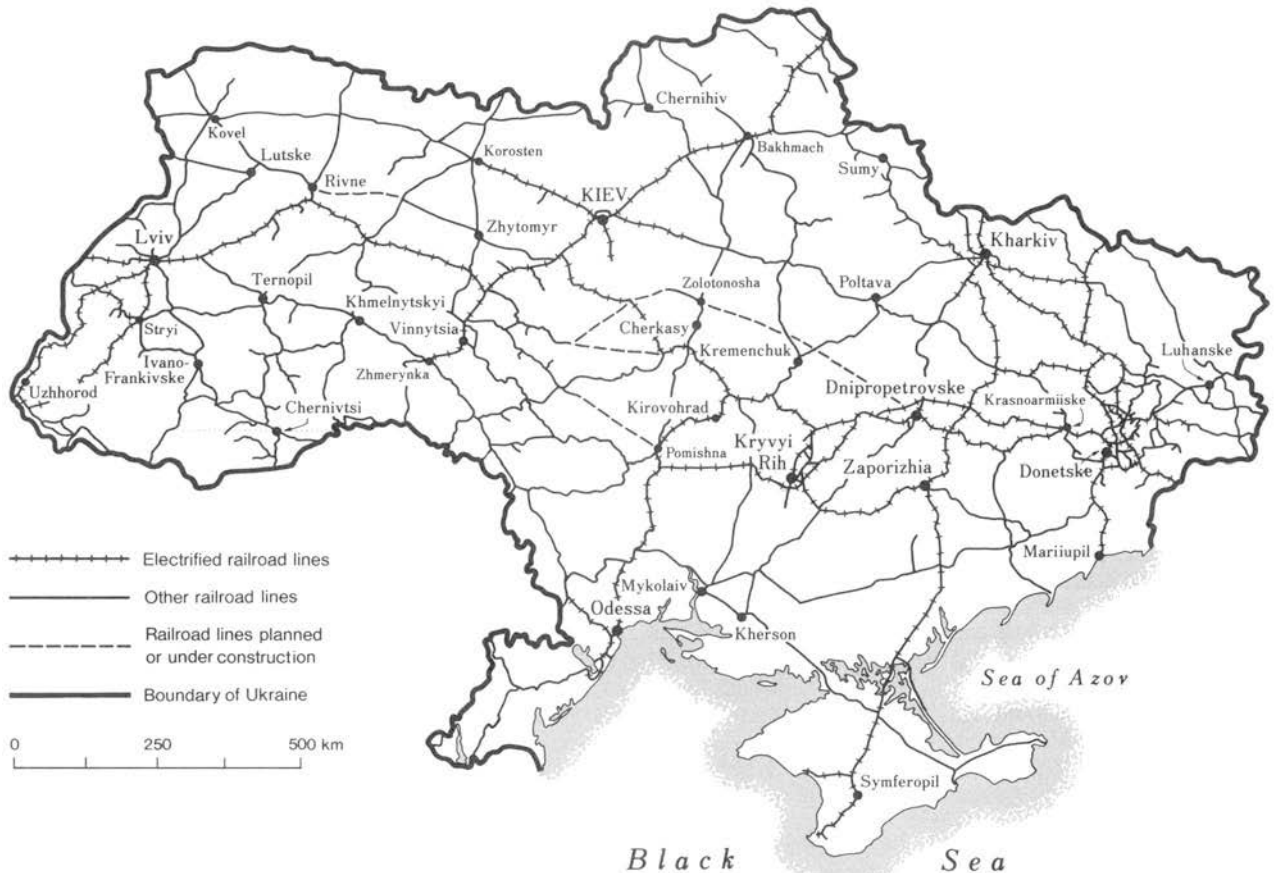 Chernihiv
Kovel
Bakhmach
Korosten
Sumy
Lutske
Rivne
KIEV
Zhytomyr
Lviv
Kharkiv
Ternopil
Zolotonosha
Poltava
Khmelnytskyi
Cherkasy
Vinnytsia
Stryi
Kremenchuk
Luhanske
Ivano-
Frankivske
Zhmerynka
Uzhhorod
Dnipropetrovske
Krasnoarmiiske
Chernivtsi
Kirovohrad
Kryvyi
Rih
Pomishna
Zaporizhia
Donetske
Electrified railroad lines
Mariiupil
Other railroad lines
Mykolaiv
Odessa
Kherson
Railroad lines planned
or under construction
Sea of Azov
Boundary of Ukraine
0 250 500 km
Symferopil
Black Sea